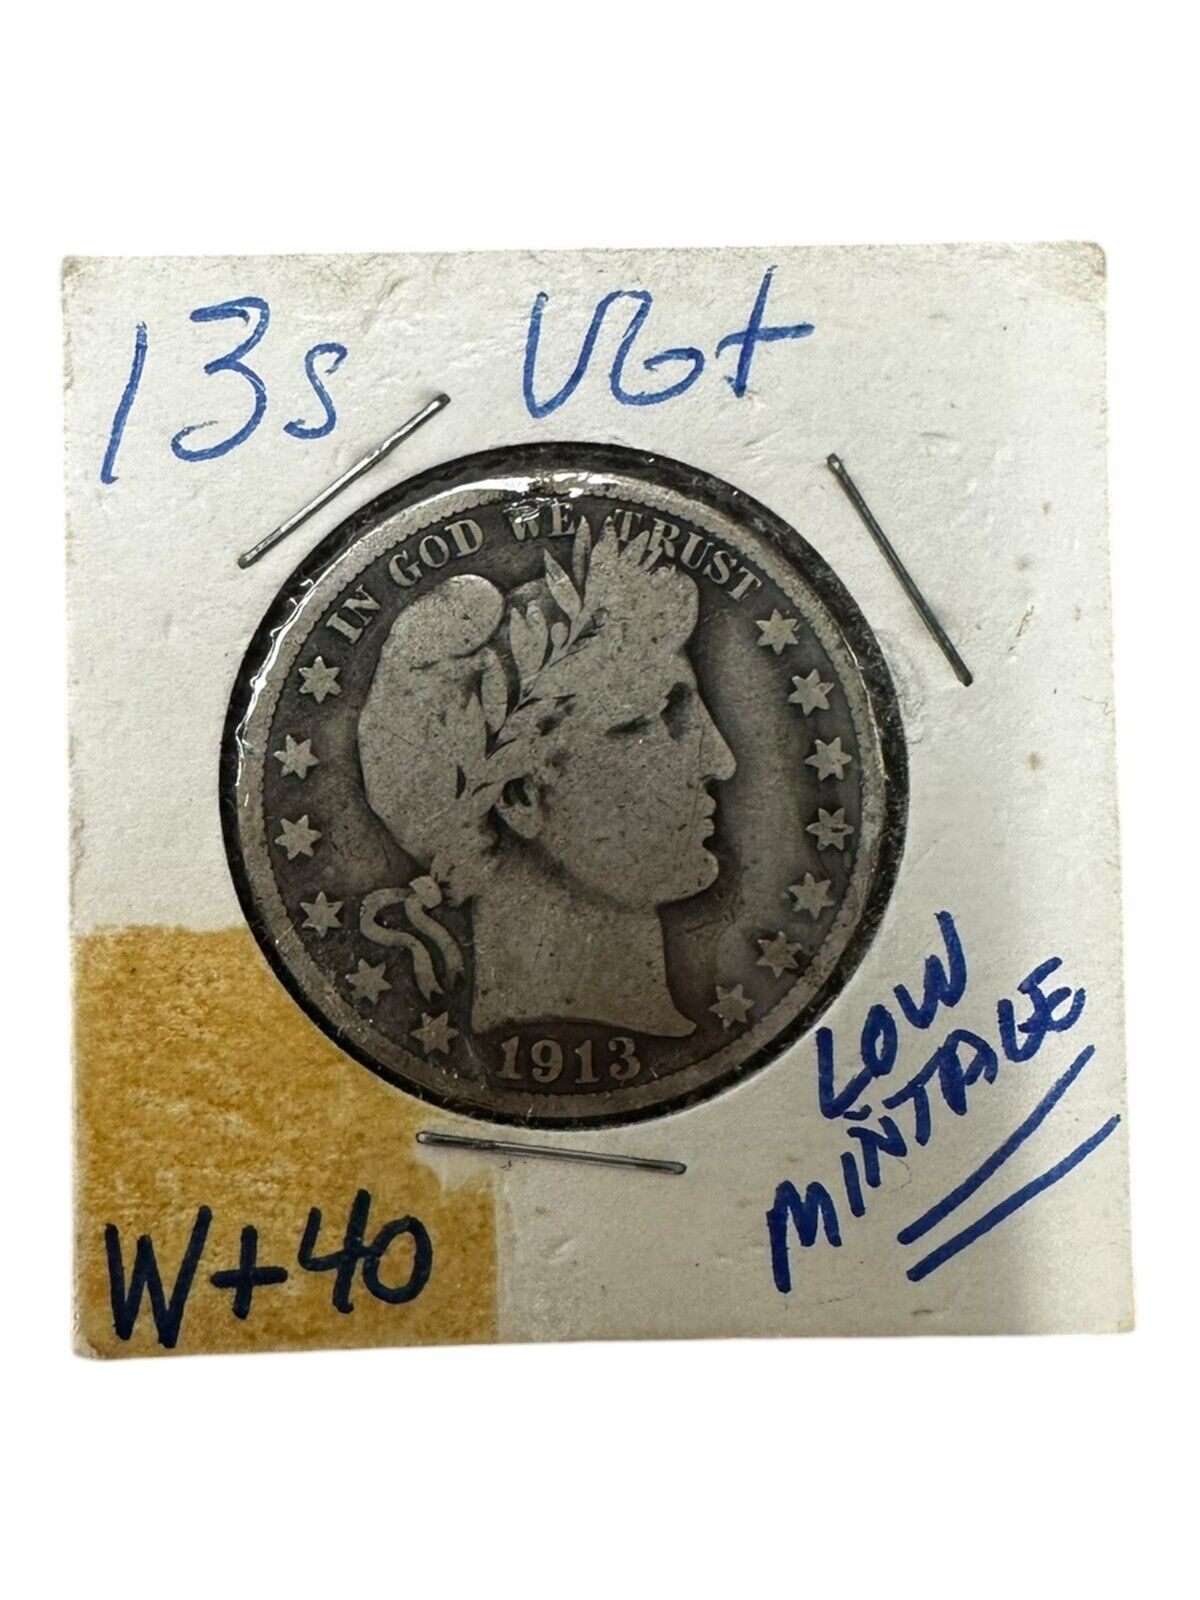 13s VG+
IN GOD WE TRUST
1913
LOW
MINTAGE
W+40